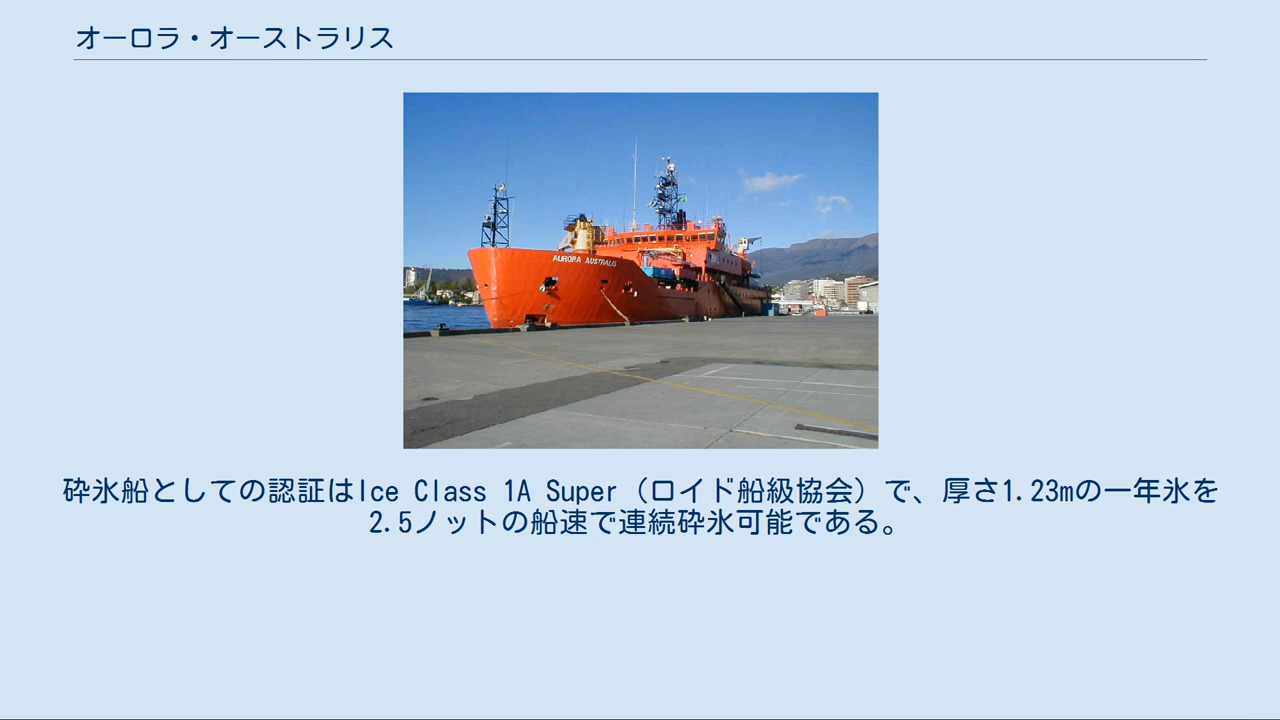 オーロラ・オーストラリス
AURORA AUSTRALIS
砕氷船としての認証はIce Class 1A Super（ロイド船級協会）で、厚さ1.23mの一年氷を
2.5ノットの船速で連続砕氷可能である。